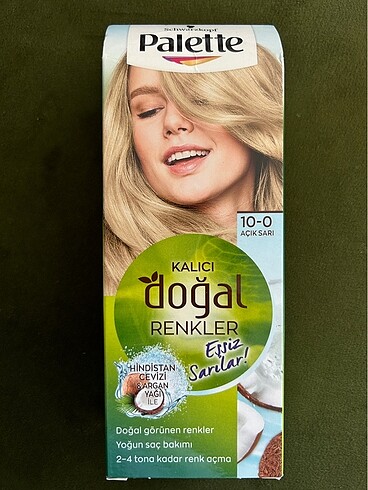 Schwarzkopf
Palette
10-0
AÇIK SARI
KALICI
doğal
RENKLER
Eşsiz
Sarılar!
HİNDİSTAN
CEVİZİ
&ARGAN
YAĞI
İLE
Doğal görünen renkler
Yoğun saç bakımı
2-4 tona kadar renk açma